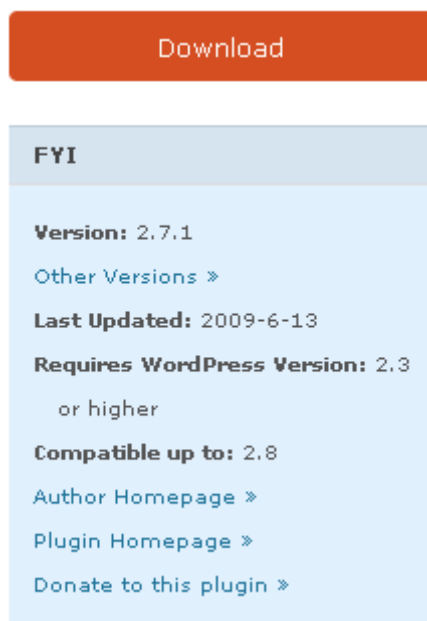 Download
FYI
Version: 2.7.1
Other Versions »
Last Updated: 2009-6-13
Requires WordPress Version: 2.3
or higher
Compatible up to: 2.8
Author Homepage »
Plugin Homepage »
Donate to this plugin »